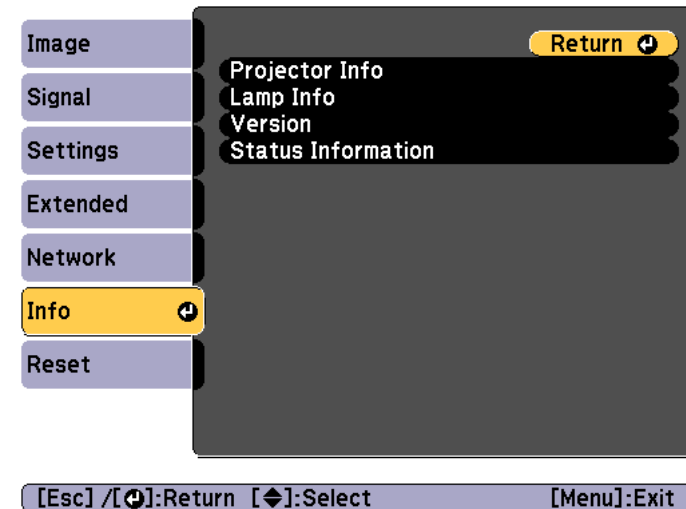 Image
Signal
Settings
Extended
Network
Info
Reset
Return
Projector Info
Lamp Info
Version
Status Information
[Esc] /[⏎]:Return [◆]:Select [Menu]:Exit